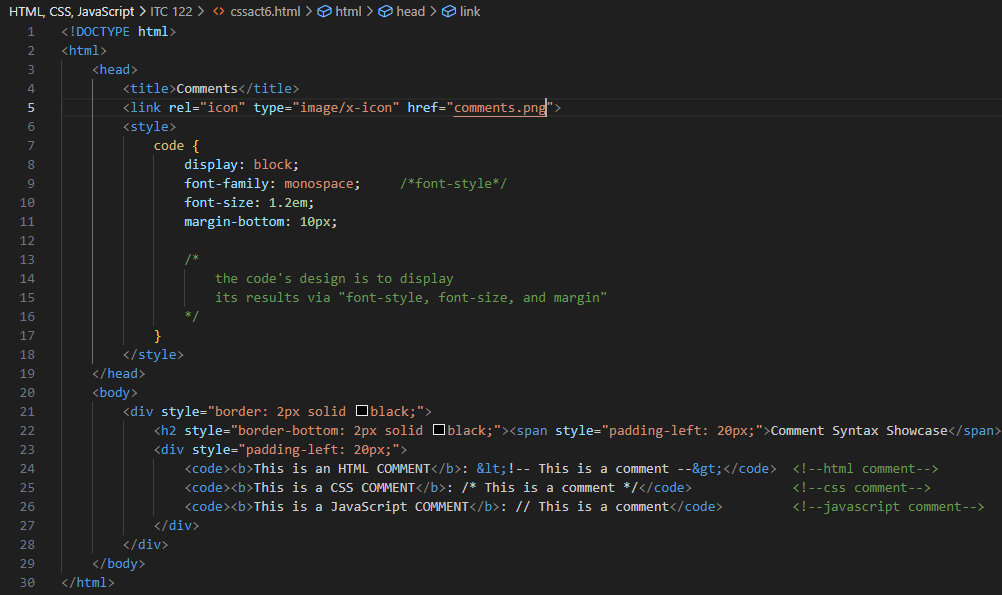 HTML, CSS, JavaScript > ITC 122 > <> cssact6.html > html > head > link
1 <!DOCTYPE html>
2 <html>
3 <head>
4 <title>Comments</title>
5 <link rel="icon" type="image/x-icon" href="comments.png">
6 <style>
7 code {
8 display: block;
9 font-family: monospace; /*font-style*/
10 font-size: 1.2em;
11 margin-bottom: 10px;
12
13 /*
14 the code's design is to display
15 its results via "font-style, font-size, and margin"
16 */
17 }
18 </style>
19 </head>
20 <body>
21 <div style="border: 2px solid black;">
22 <h2 style="border-bottom: 2px solid black;"><span style="padding-left: 20px;">Comment Syntax Showcase</span>
23 <div style="padding-left: 20px;">
24 <code><b>This is an HTML COMMENT</b>: &lt;!-- This is a comment --&gt;</code> <!--html comment-->
25 <code><b>This is a CSS COMMENT</b>: /* This is a comment */</code> <!--css comment-->
26 <code><b>This is a JavaScript COMMENT</b>: // This is a comment</code> <!--javascript comment-->
27 </div>
28 </div>
29 </body>
30 </html>